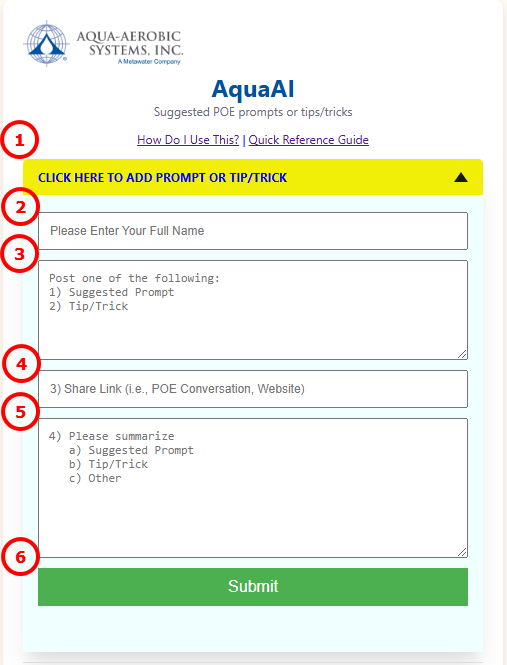 AQUA-AEROBIC
SYSTEMS, INC.
A Metawater Company
AquaAI
Suggested POE prompts or tips/tricks
1
How Do I Use This? | Quick Reference Guide
CLICK HERE TO ADD PROMPT OR TIP/TRICK
2
Please Enter Your Full Name
3
Post one of the following:
1) Suggested Prompt
2) Tip/Trick
4
3) Share Link (i.e., POE Conversation, Website)
5
4) Please summarize
a) Suggested Prompt
b) Tip/Trick
c) Other
6
Submit